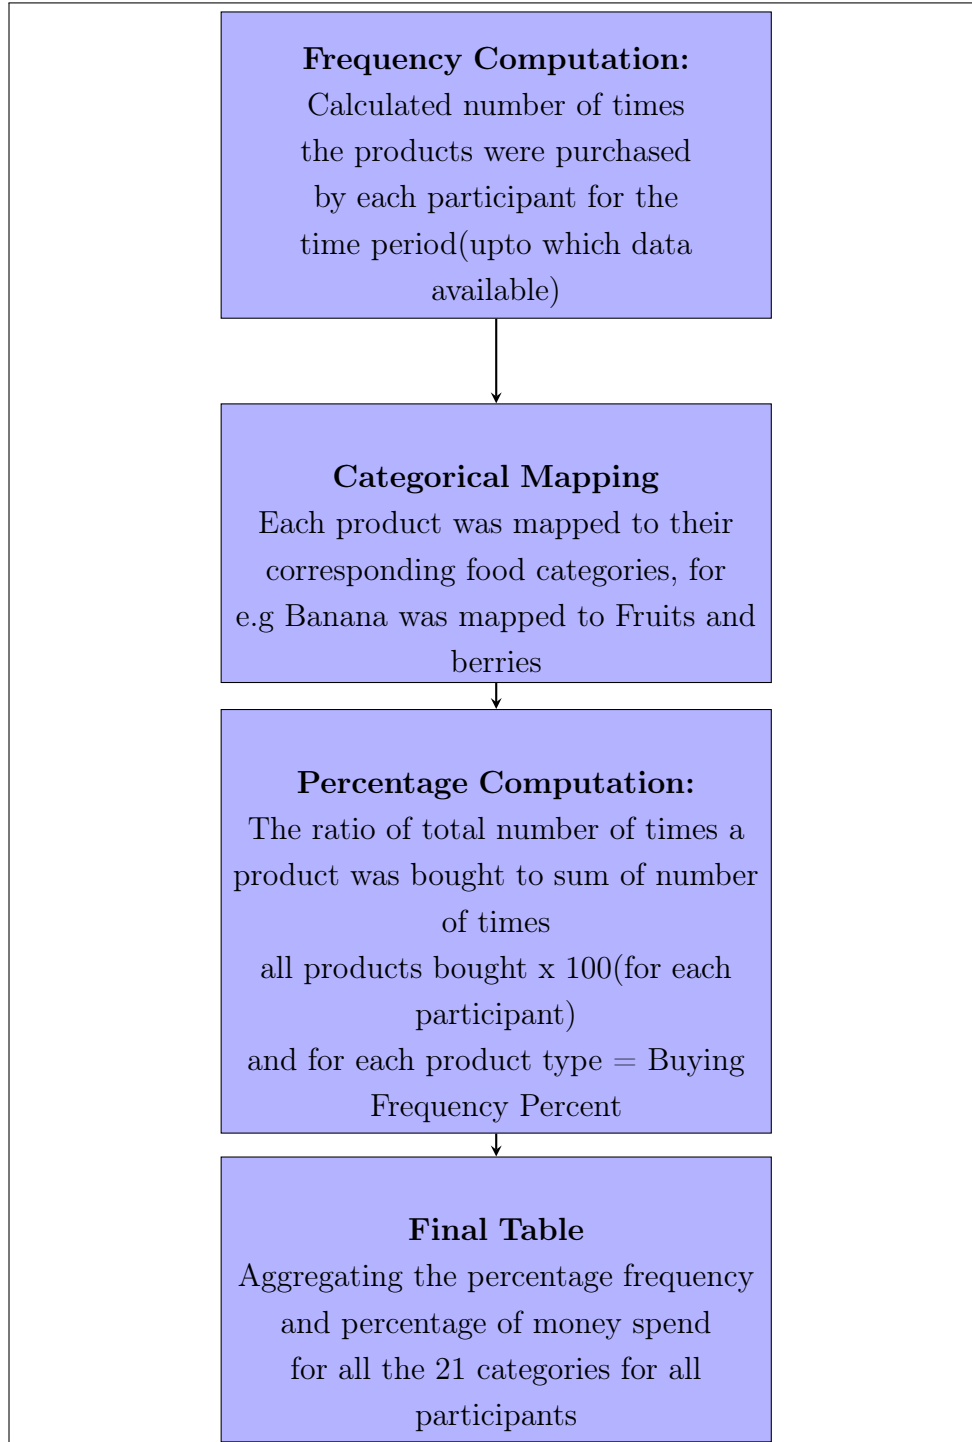 Frequency Computation:
Calculated number of times
the products were purchased
by each participant for the
time period(upto which data
available)
Categorical Mapping
Each product was mapped to their
corresponding food categories, for
e.g Banana was mapped to Fruits and
berries
Percentage Computation:
The ratio of total number of times a
product was bought to sum of number
of times
all products bought x 100(for each
participant)
and for each product type = Buying
Frequency Percent
Final Table
Aggregating the percentage frequency
and percentage of money spend
for all the 21 categories for all
participants